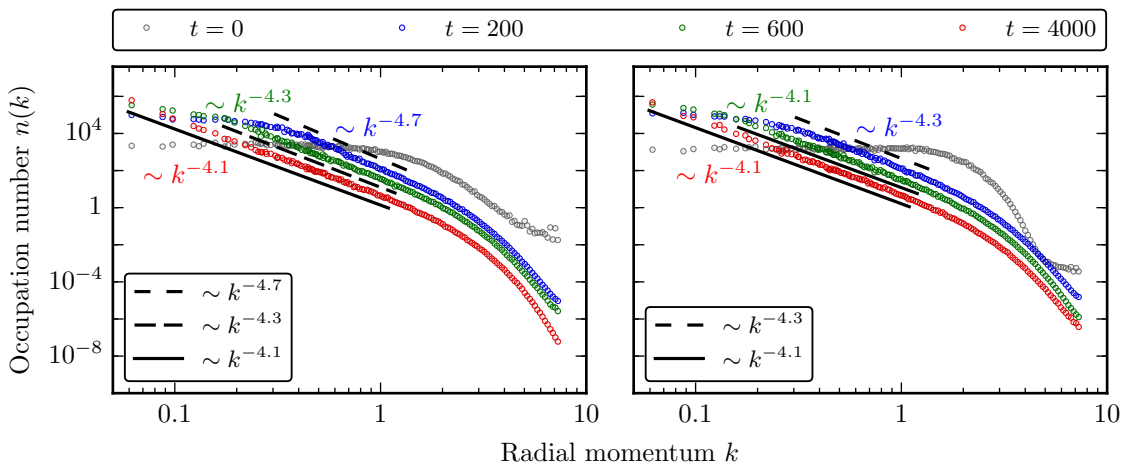 t = 0 t = 200 t = 600 t = 4000
Occupation number n(k)
10^4
1
10^−4
10^−8
∼ k^−4.3
∼ k^−4.7
∼ k^−4.1
∼ k^−4.7
∼ k^−4.3
∼ k^−4.1
0.1 1 10
∼ k^−4.1
∼ k^−4.3
∼ k^−4.1
∼ k^−4.3
∼ k^−4.1
0.1 1 10
Radial momentum k